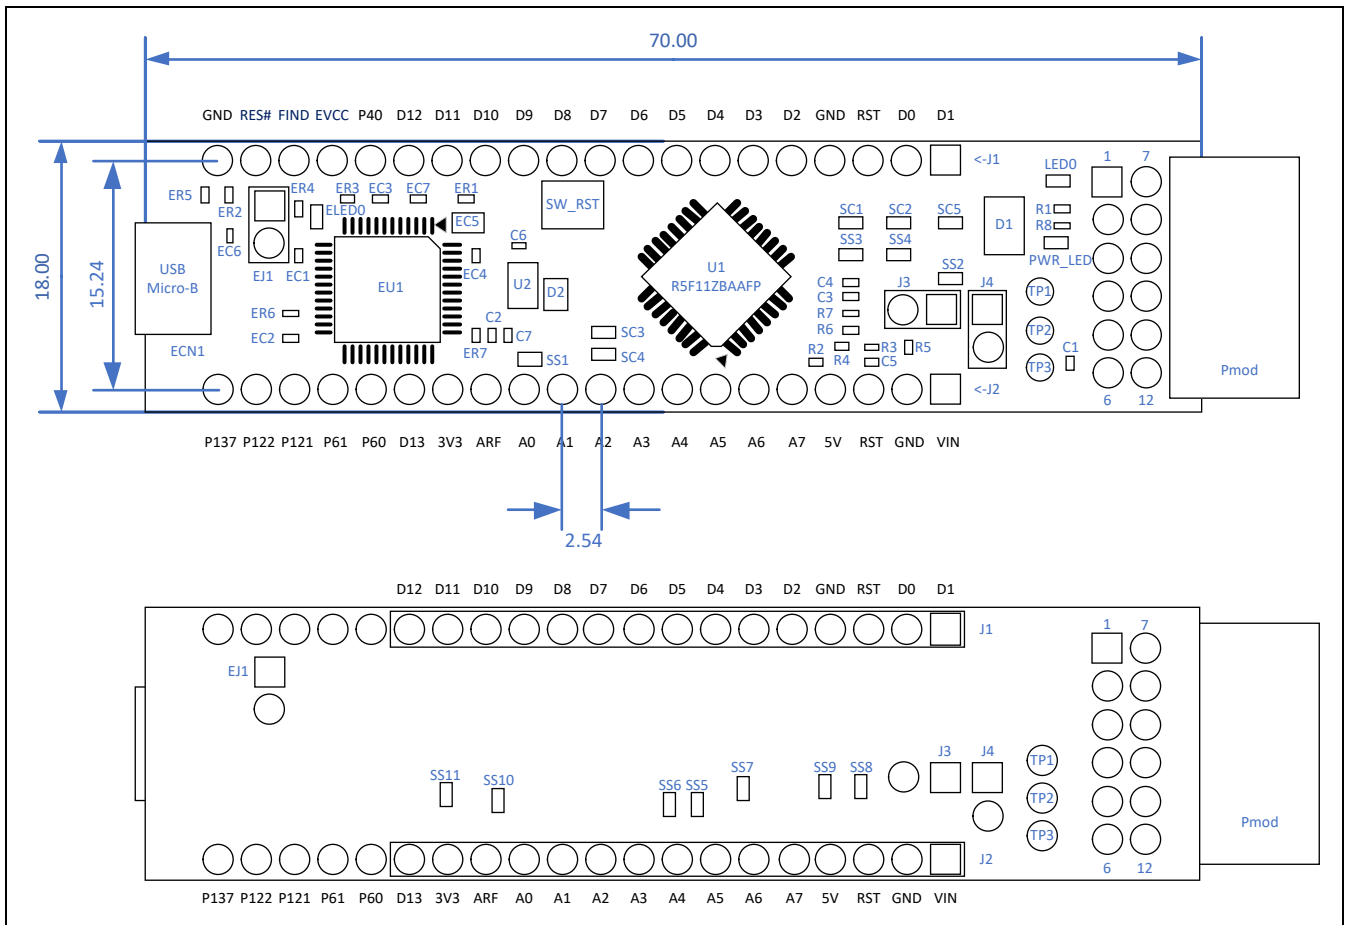 70.00
GND RES# FIND EVCC P40 D12 D11 D10 D9 D8 D7 D6 D5 D4 D3 D2 GND RST D0 D1
<-J1
LED0
1 7
ER5 ER2 ER4 ELED0 ER3 EC3 EC7 ER1
SW_RST
SC1 SC2 SC5
D1
R1
R8
EC5
EC6
EJ1
EC1
EC4
C6
SS3 SS4
PWR_LED
18.00
15.24
USB
Micro-B
EU1
U2
D2
U1
R5F11ZBAAFP
SS2
C4
C3
R7
R6
J3
J4
TP1
TP2
TP3
ER6
EC2
ECN1
C2
ER7
C7
SS1
SC3
SC4
R2
R4
R3
C5
R5
C1
Pmod
<-J2
6 12
P137 P122 P121 P61 P60 D13 3V3 ARF A0 A1 A2 A3 A4 A5 A6 A7 5V RST GND VIN
2.54
D12 D11 D10 D9 D8 D7 D6 D5 D4 D3 D2 GND RST D0 D1
J1
1 7
EJ1
SS11
SS10
SS6
SS5
SS7
SS9
SS8
J3
J4
TP1
TP2
TP3
Pmod
J2
6 12
P137 P122 P121 P61 P60 D13 3V3 ARF A0 A1 A2 A3 A4 A5 A6 A7 5V RST GND VIN